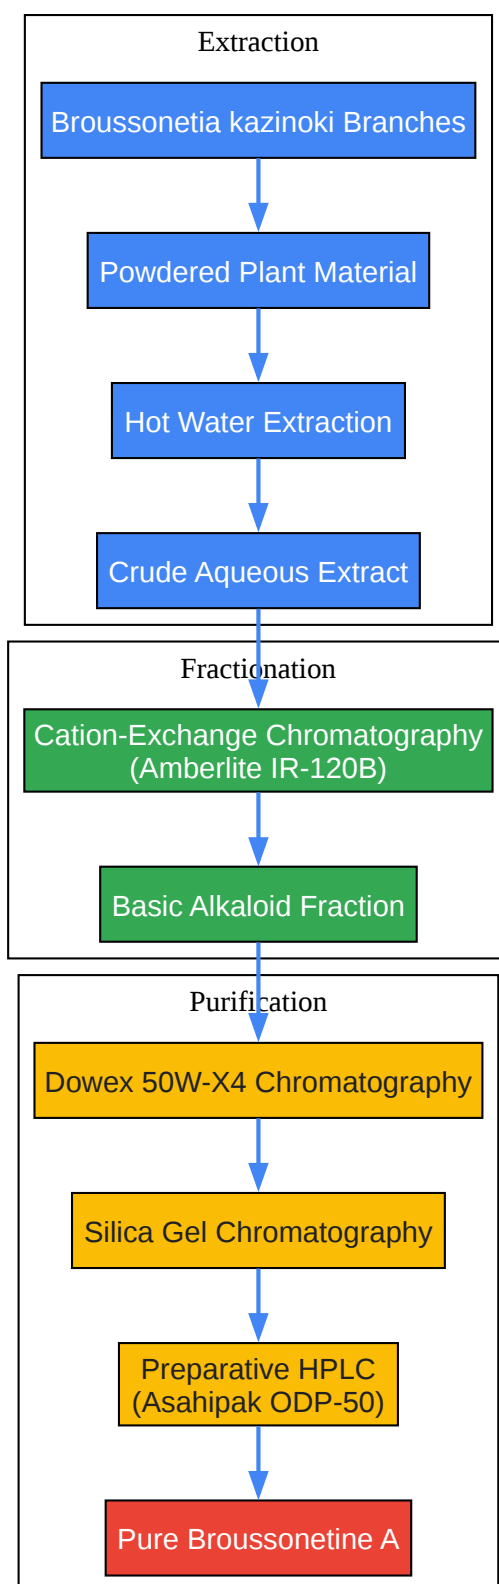 Extraction
Broussonetia kazinoki Branches
Powdered Plant Material
Hot Water Extraction
Crude Aqueous Extract
Fractionation
Cation-Exchange Chromatography
(Amberlite IR-120B)
Basic Alkaloid Fraction
Purification
Dowex 50W-X4 Chromatography
Silica Gel Chromatography
Preparative HPLC
(Asahipak ODP-50)
Pure Broussonetine A